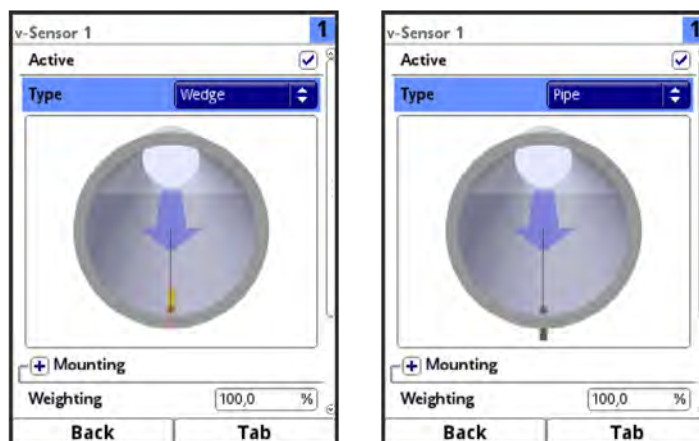 v-Sensor 1 1
Active
Type Wedge
Mounting
Weighting 100,0 %
Back Tab
v-Sensor 1 1
Active
Type Pipe
Mounting
Weighting 100,0 %
Back Tab